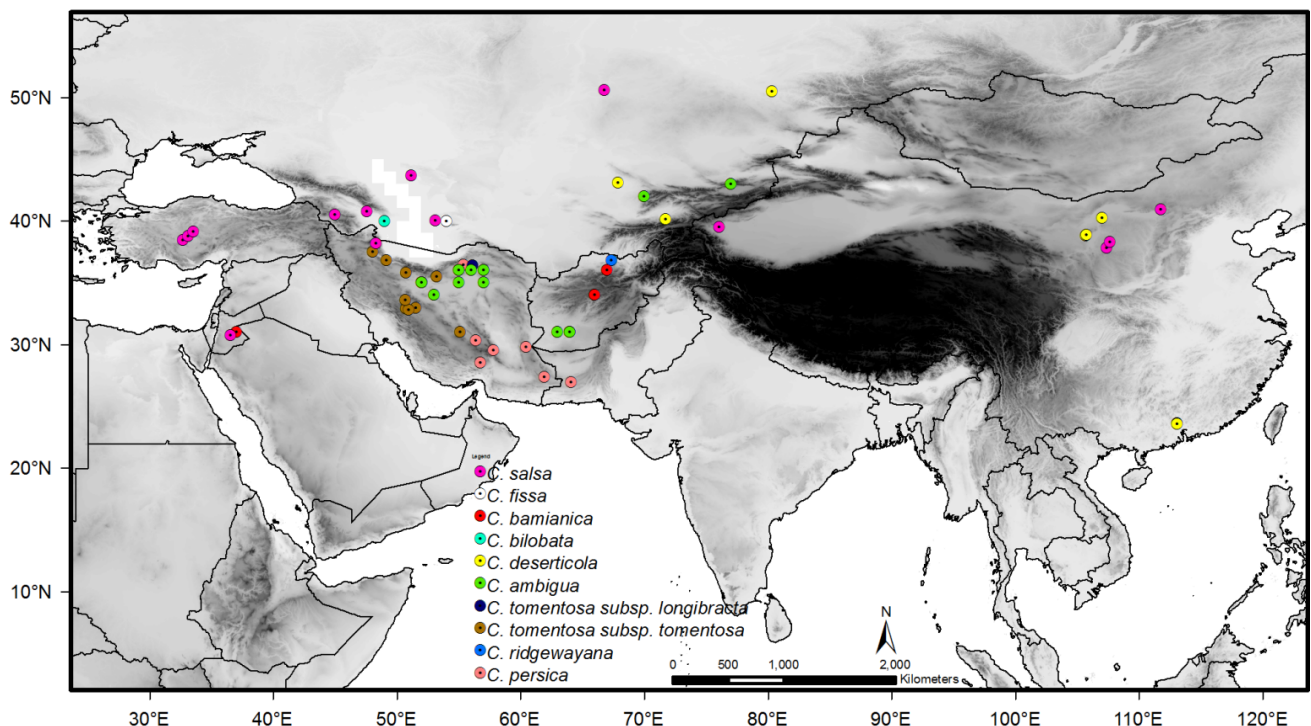 50°N
40°N
30°N
20°N
10°N
Legend
C. salsa
C. fissa
C. bamianica
C. bilobata
C. deserticola
C. ambigua
C. tomentosa subsp. longibracta
C. tomentosa subsp. tomentosa
C. ridgewayana
C. persica
N
0 500 1,000 2,000
Kilometers
30°E 40°E 50°E 60°E 70°E 80°E 90°E 100°E 110°E 120°E